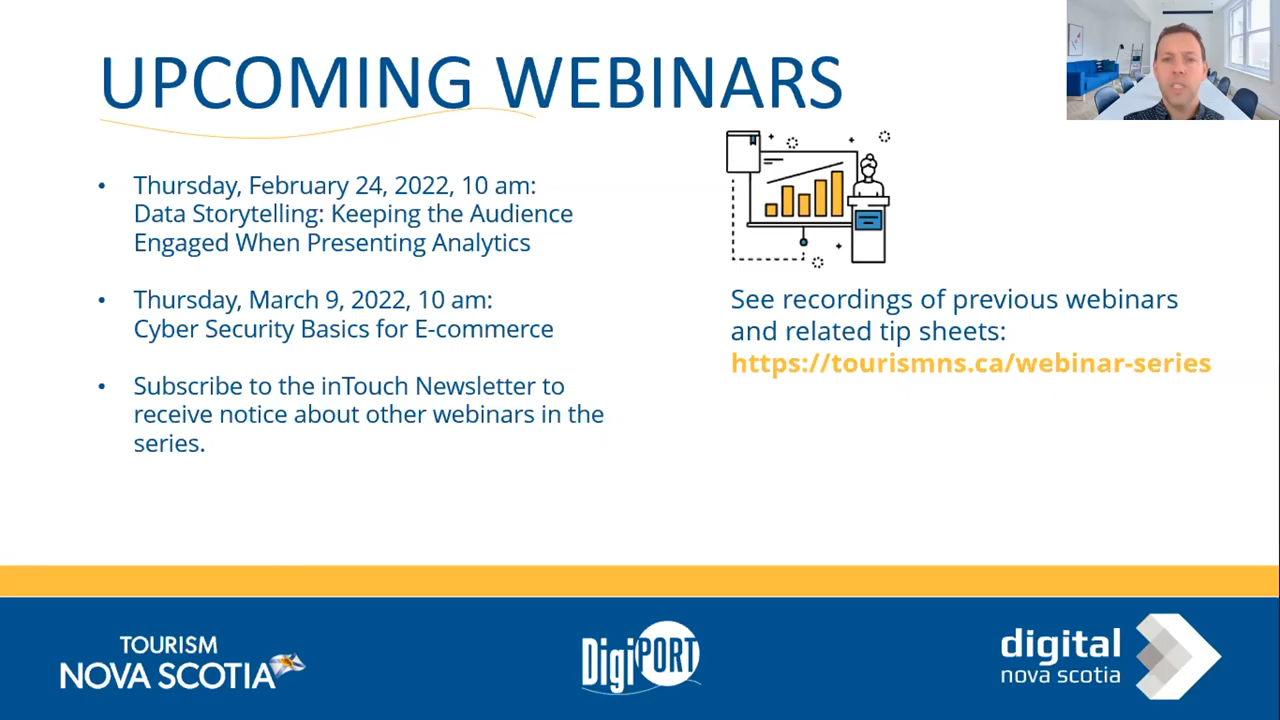 UPCOMING WEBINARS
• Thursday, February 24, 2022, 10 am:
Data Storytelling: Keeping the Audience
Engaged When Presenting Analytics
• Thursday, March 9, 2022, 10 am:
Cyber Security Basics for E-commerce
• Subscribe to the inTouch Newsletter to
receive notice about other webinars in the
series.
See recordings of previous webinars
and related tip sheets:
https://tourismns.ca/webinar-series
TOURISM
NOVA SCOTIA
DigiPORT
digital
nova scotia